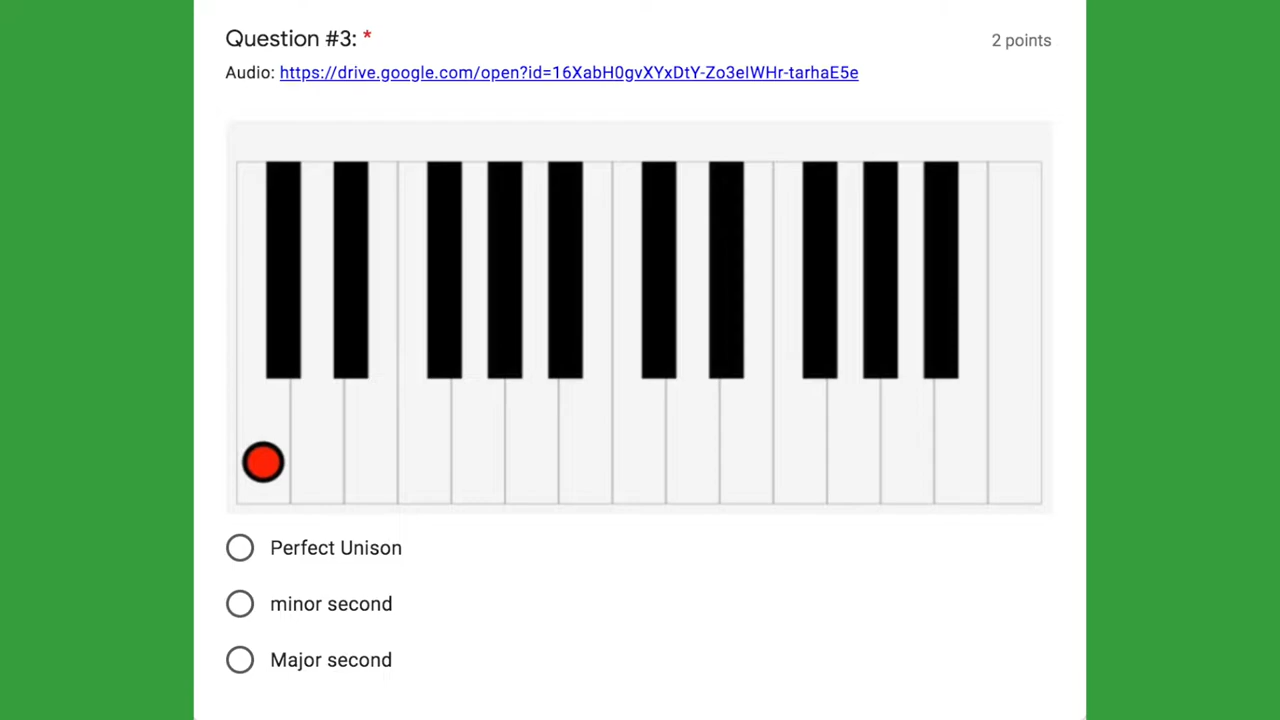 Question #3: *
2 points
Audio: https://drive.google.com/open?id=16XabH0gvXYxDtY-Zo3eIWHr-tarhaE5e
Perfect Unison
minor second
Major second